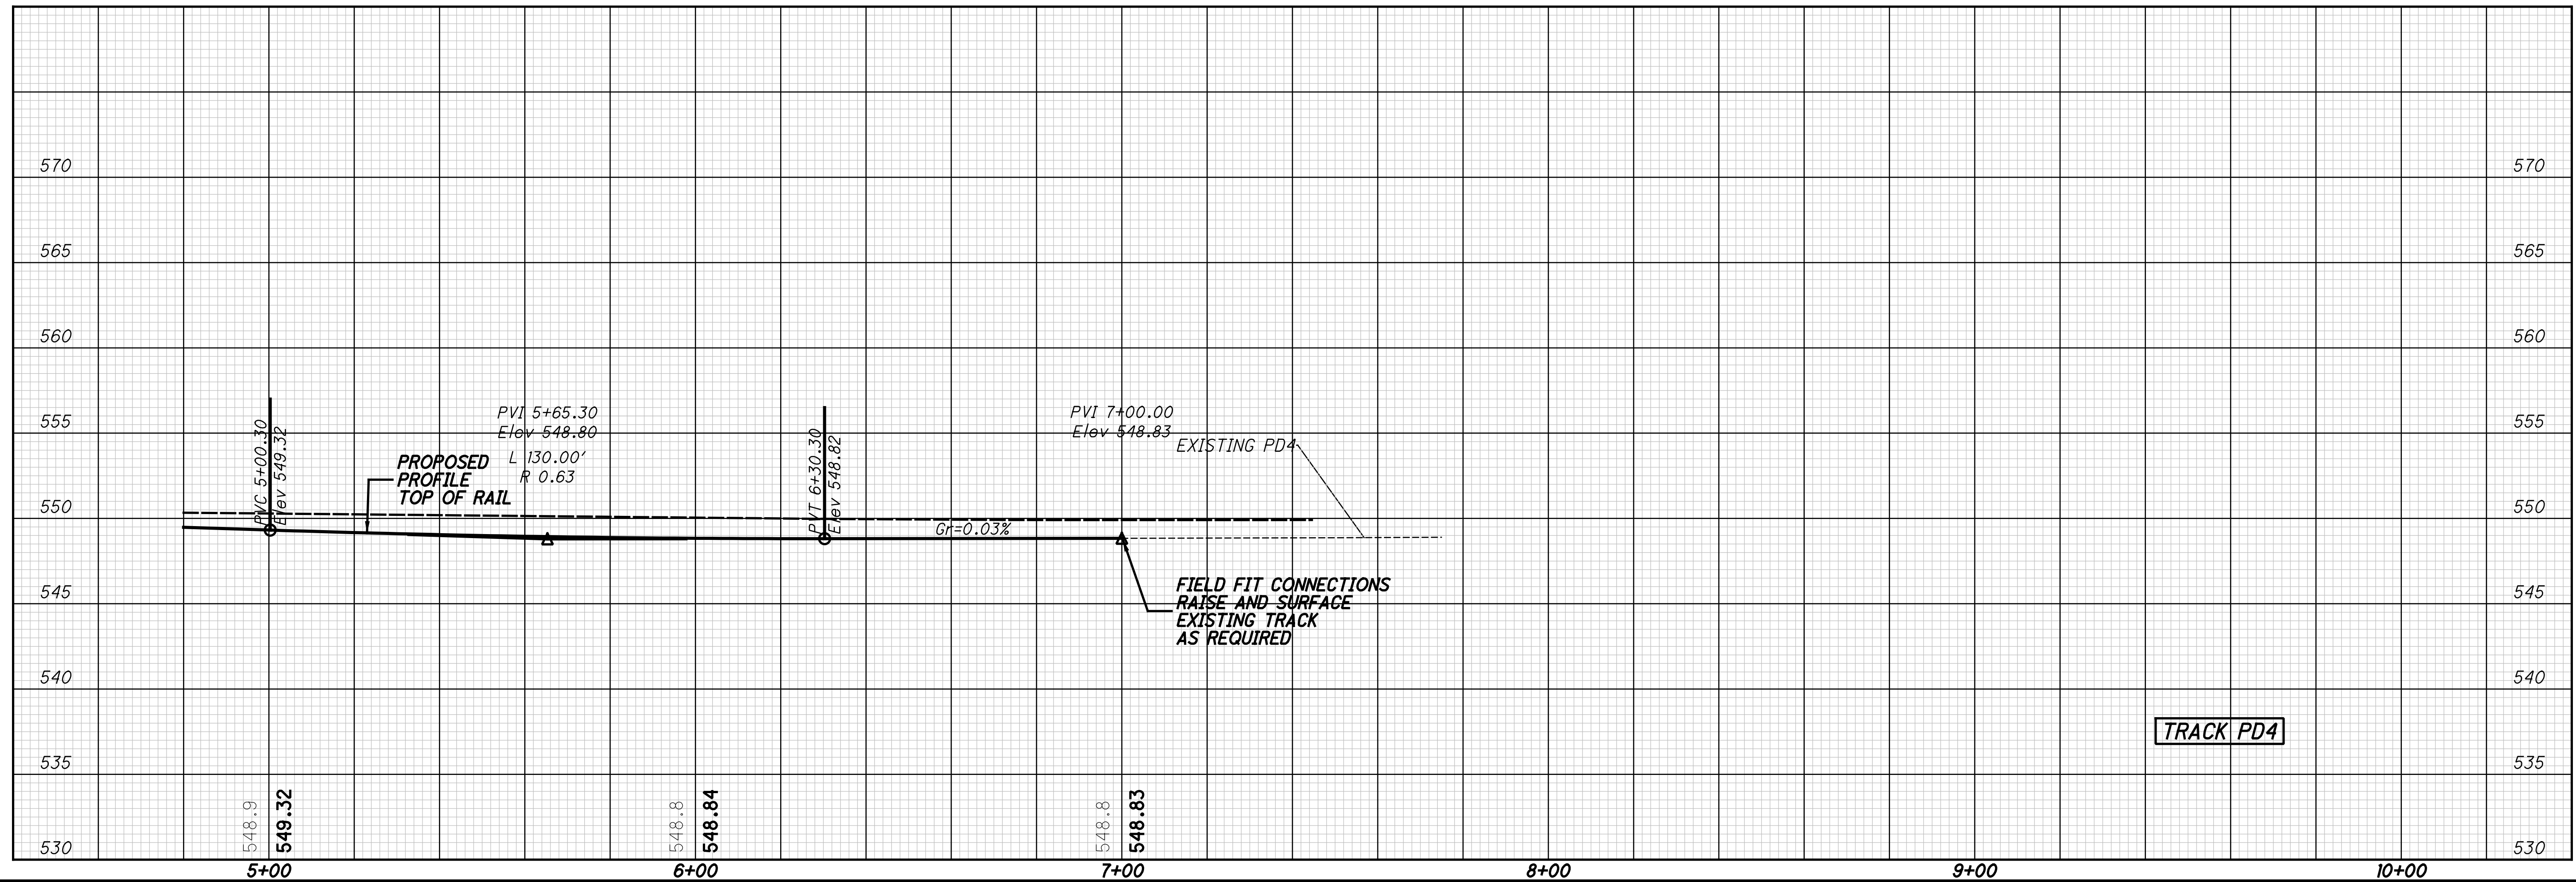 570
570
565
565
560
560
555
555
550
550
545
545
540
540
535
535
530
530
PVC 5+00.30
Elev 549.32
PROPOSED
PROFILE
TOP OF RAIL
PVI 5+65.30
Elev 548.80
L 130.00'
R 0.63
PVT 6+30.30
Elev 548.82
Gr=0.03%
PVI 7+00.00
Elev 548.83
EXISTING PD4
FIELD FIT CONNECTIONS
RAISE AND SURFACE
EXISTING TRACK
AS REQUIRED
TRACK PD4
548.9
549.32
548.8
548.84
548.8
548.83
5+00
6+00
7+00
8+00
9+00
10+00